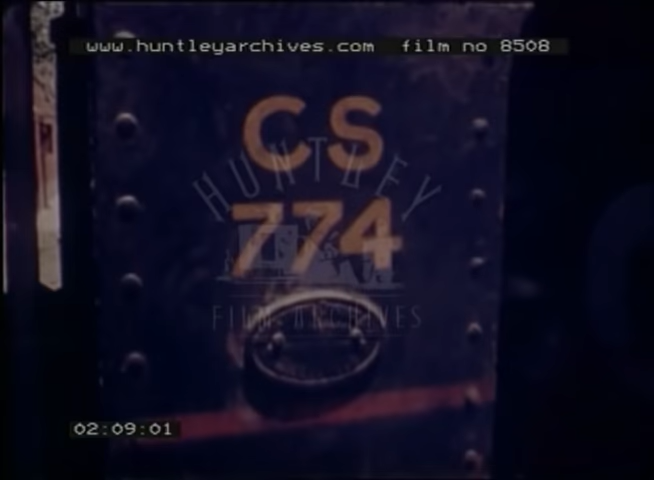 www.huntleyarchives.com film no 8508
CS
HUNTLEY
774
FILM ARCHIVES
02:09:01